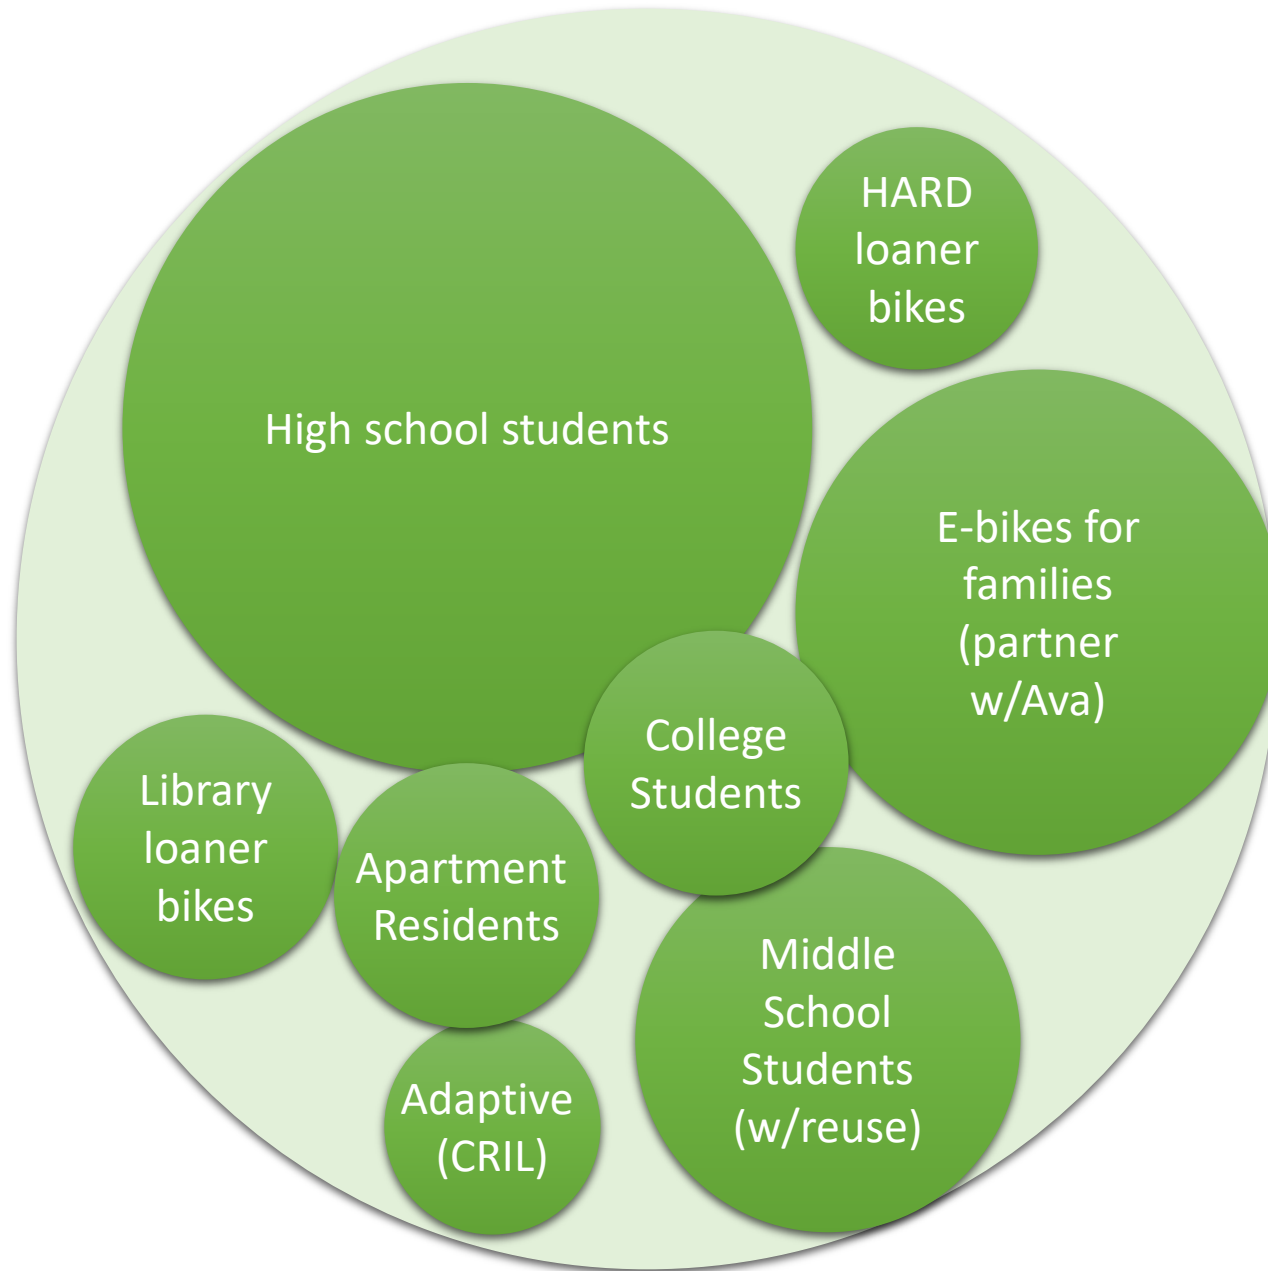 HARD
loaner
bikes
High school students
E-bikes for
families
(partner
w/Ava)
College
Students
Library
loaner
bikes
Apartment
Residents
Middle
School
Students
(w/reuse)
Adaptive
(CRIL)